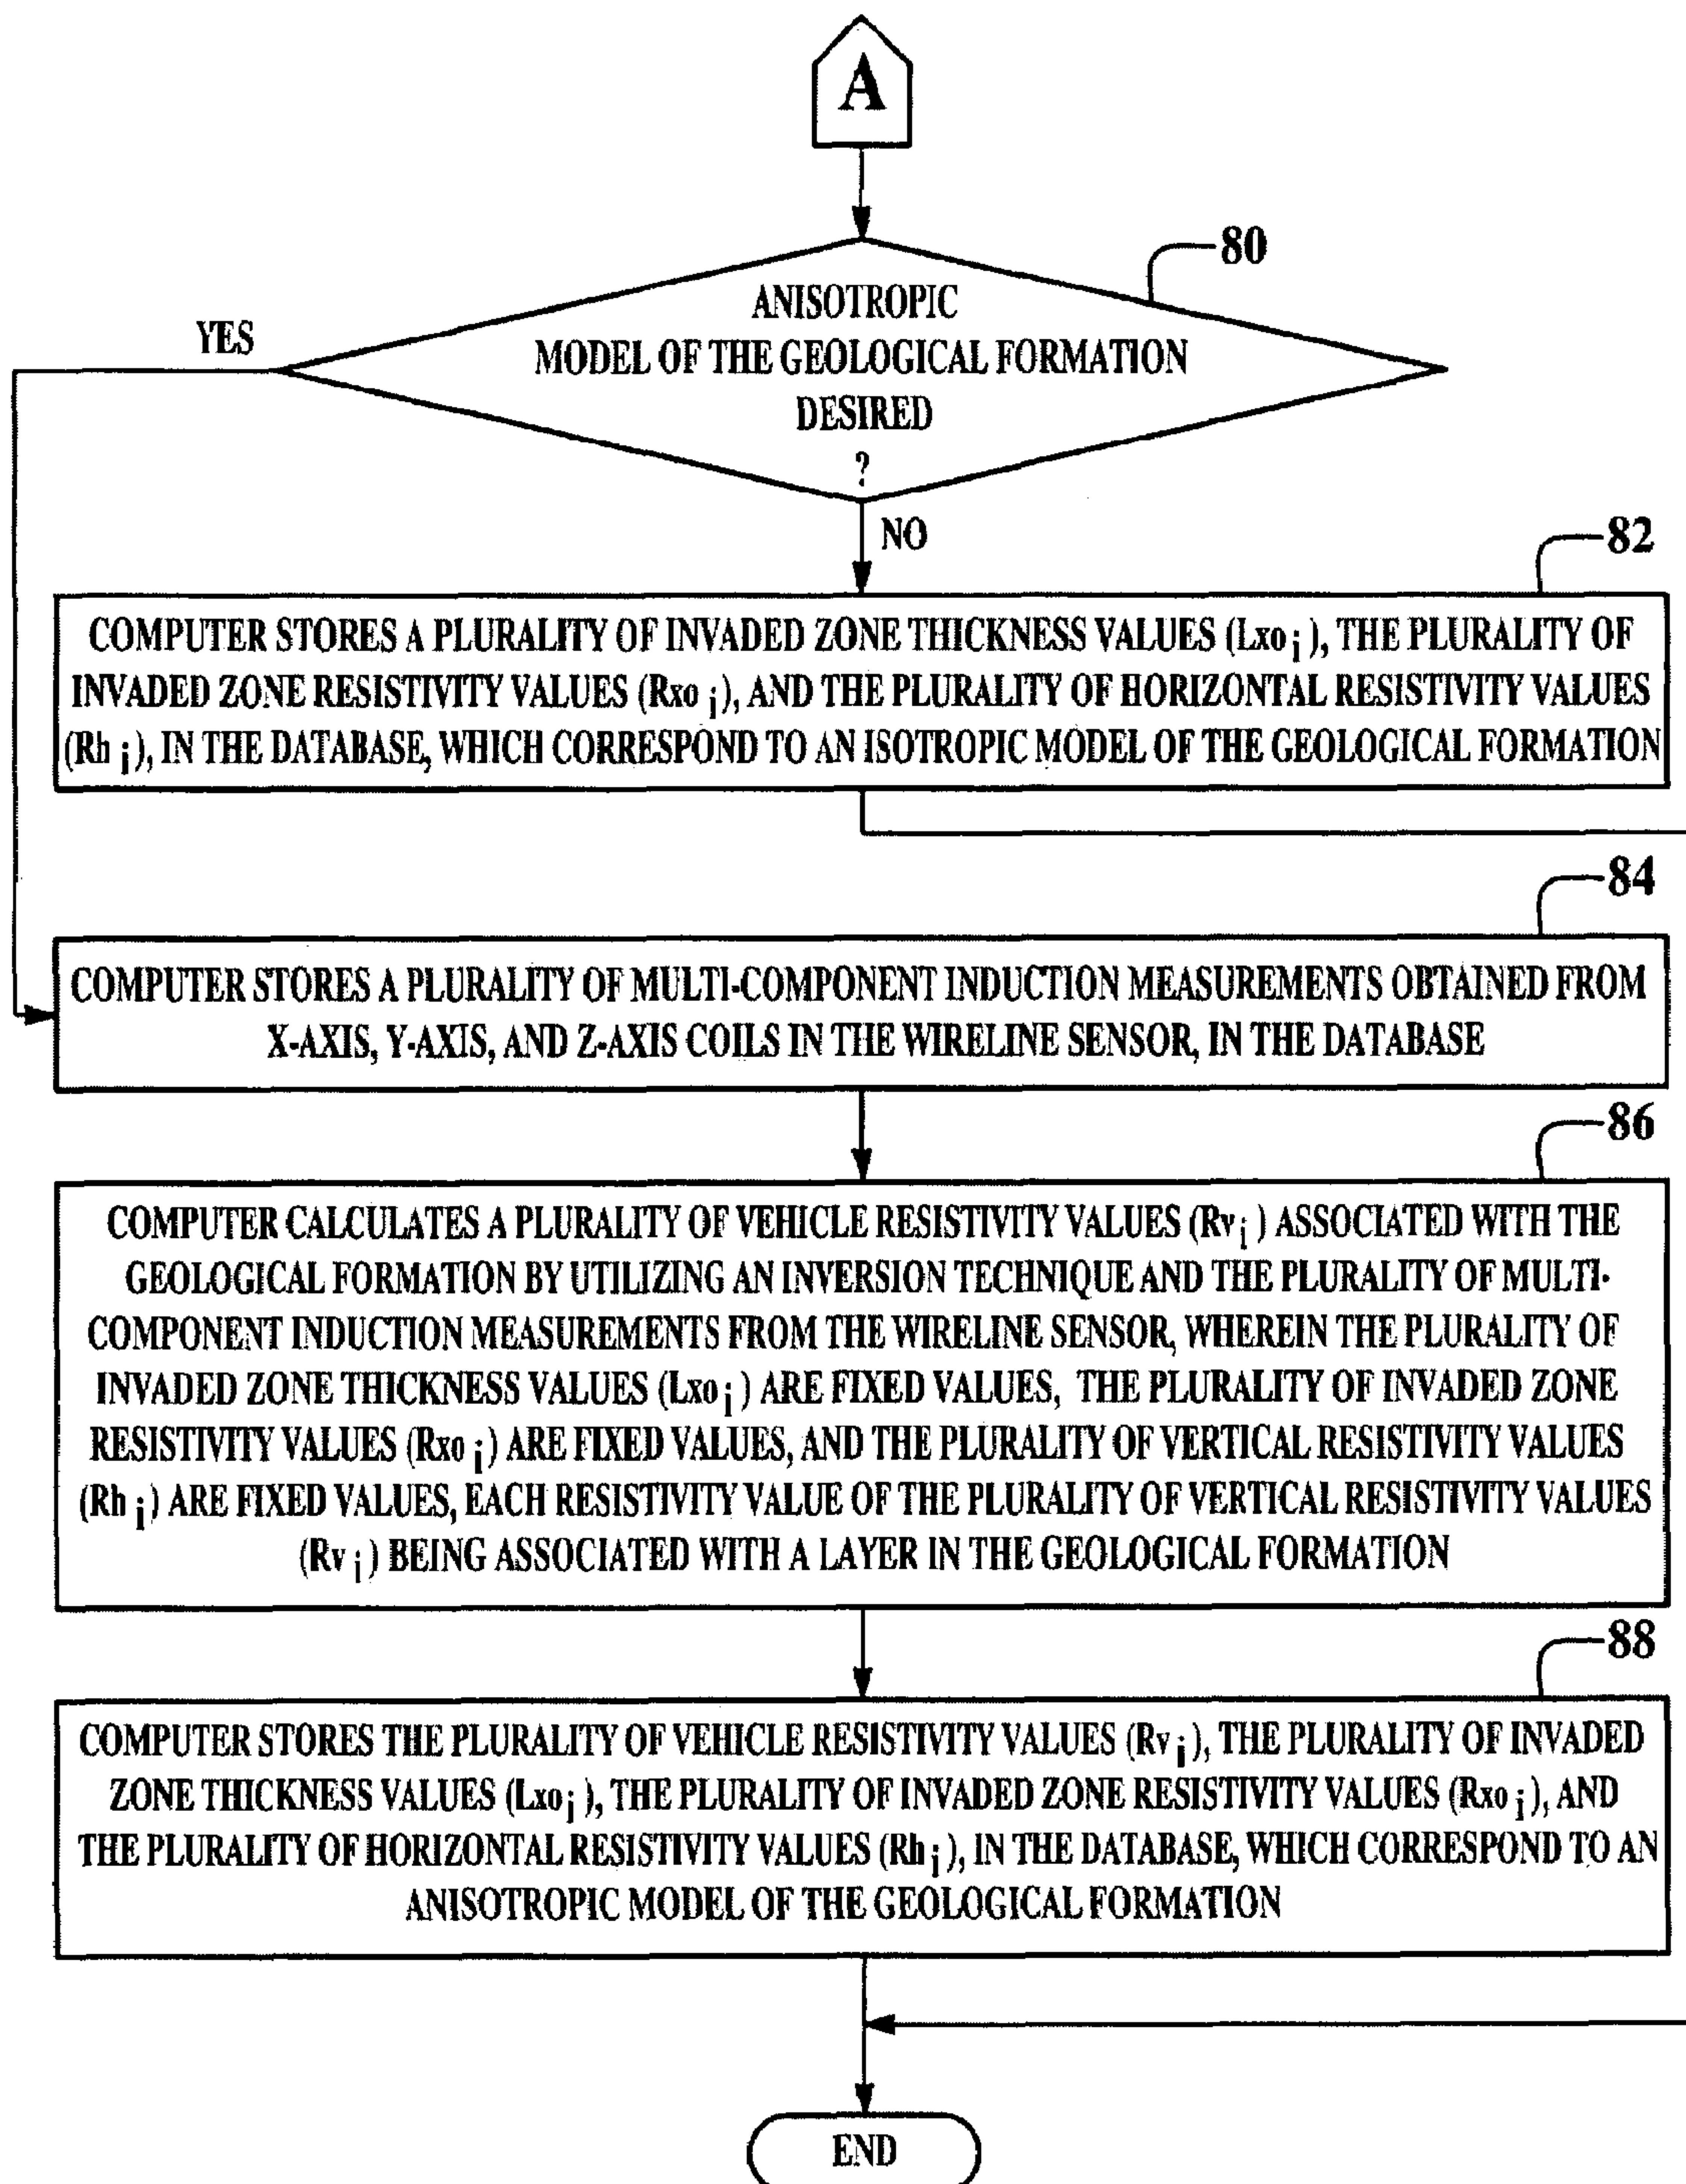 A
80
ANISOTROPIC
MODEL OF THE GEOLOGICAL FORMATION
DESIRED
?
YES
NO
82
COMPUTER STORES A PLURALITY OF INVADED ZONE THICKNESS VALUES (Lxo i), THE PLURALITY OF
INVADED ZONE RESISTIVITY VALUES (Rxo i), AND THE PLURALITY OF HORIZONTAL RESISTIVITY VALUES
(Rh i), IN THE DATABASE, WHICH CORRESPOND TO AN ISOTROPIC MODEL OF THE GEOLOGICAL FORMATION
84
COMPUTER STORES A PLURALITY OF MULTI-COMPONENT INDUCTION MEASUREMENTS OBTAINED FROM
X-AXIS, Y-AXIS, AND Z-AXIS COILS IN THE WIRELINE SENSOR, IN THE DATABASE
86
COMPUTER CALCULATES A PLURALITY OF VEHICLE RESISTIVITY VALUES (Rv i) ASSOCIATED WITH THE
GEOLOGICAL FORMATION BY UTILIZING AN INVERSION TECHNIQUE AND THE PLURALITY OF MULTI-
COMPONENT INDUCTION MEASUREMENTS FROM THE WIRELINE SENSOR, WHEREIN THE PLURALITY OF
INVADED ZONE THICKNESS VALUES (Lxo i) ARE FIXED VALUES, THE PLURALITY OF INVADED ZONE
RESISTIVITY VALUES (Rxo i) ARE FIXED VALUES, AND THE PLURALITY OF VERTICAL RESISTIVITY VALUES
(Rh i) ARE FIXED VALUES, EACH RESISTIVITY VALUE OF THE PLURALITY OF VERTICAL RESISTIVITY VALUES
(Rv i) BEING ASSOCIATED WITH A LAYER IN THE GEOLOGICAL FORMATION
88
COMPUTER STORES THE PLURALITY OF VEHICLE RESISTIVITY VALUES (Rv i), THE PLURALITY OF INVADED
ZONE THICKNESS VALUES (Lxo i), THE PLURALITY OF INVADED ZONE RESISTIVITY VALUES (Rxo i), AND
THE PLURALITY OF HORIZONTAL RESISTIVITY VALUES (Rh i), IN THE DATABASE, WHICH CORRESPOND TO AN
ANISOTROPIC MODEL OF THE GEOLOGICAL FORMATION
END